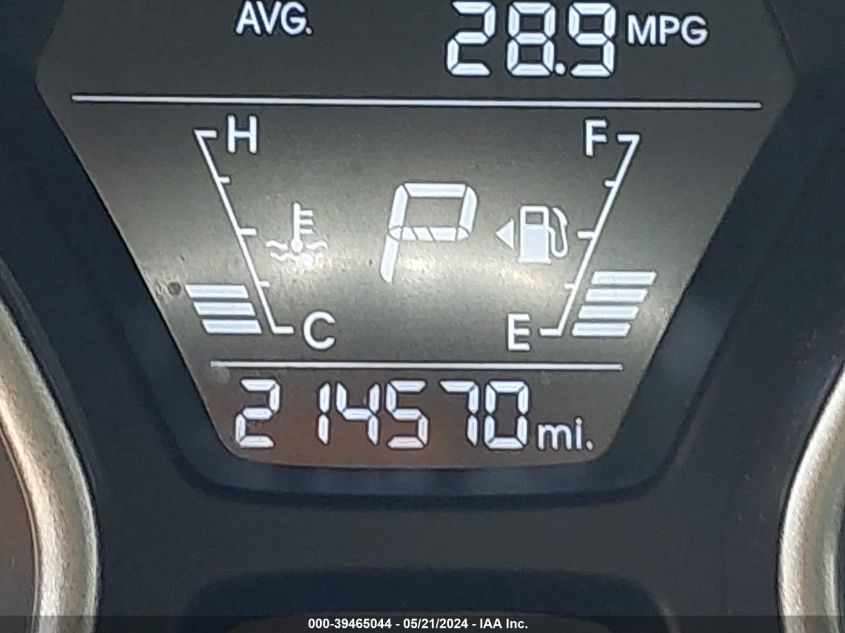 AVG. 28.9 MPG
H F
P
C E
214570 mi.
000-39465044 - 05/21/2024 - IAA Inc.